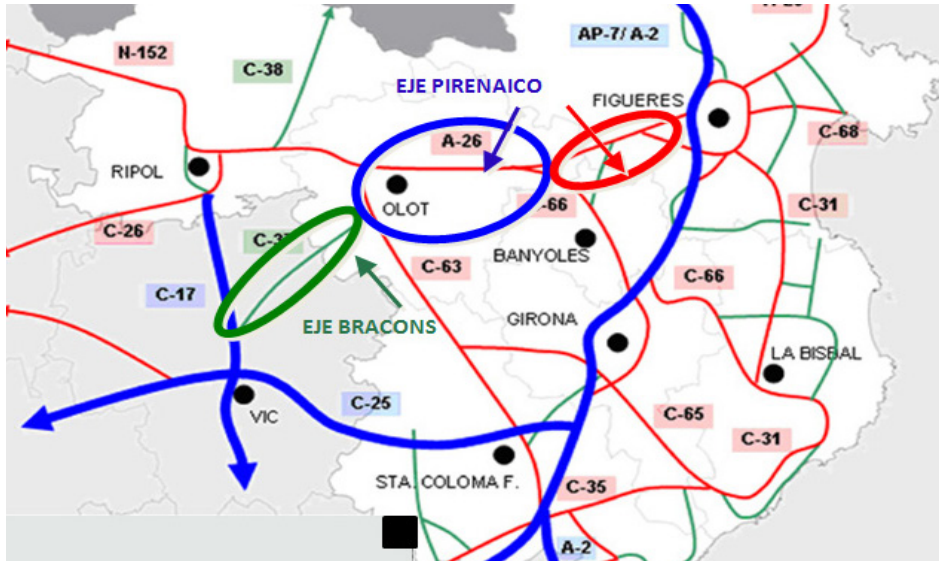 N-152
C-38
AP-7/ A-2
EJE PIRENAICO
FIGUERES
A-26
C-68
RIPOL
OLOT
C-66
C-31
C-26
BANYOLES
C-63
C-66
C-17
EJE BRACONS
GIRONA
LA BISBAL
VIC
C-25
C-65
C-31
STA. COLOMA F.
C-35
A-2